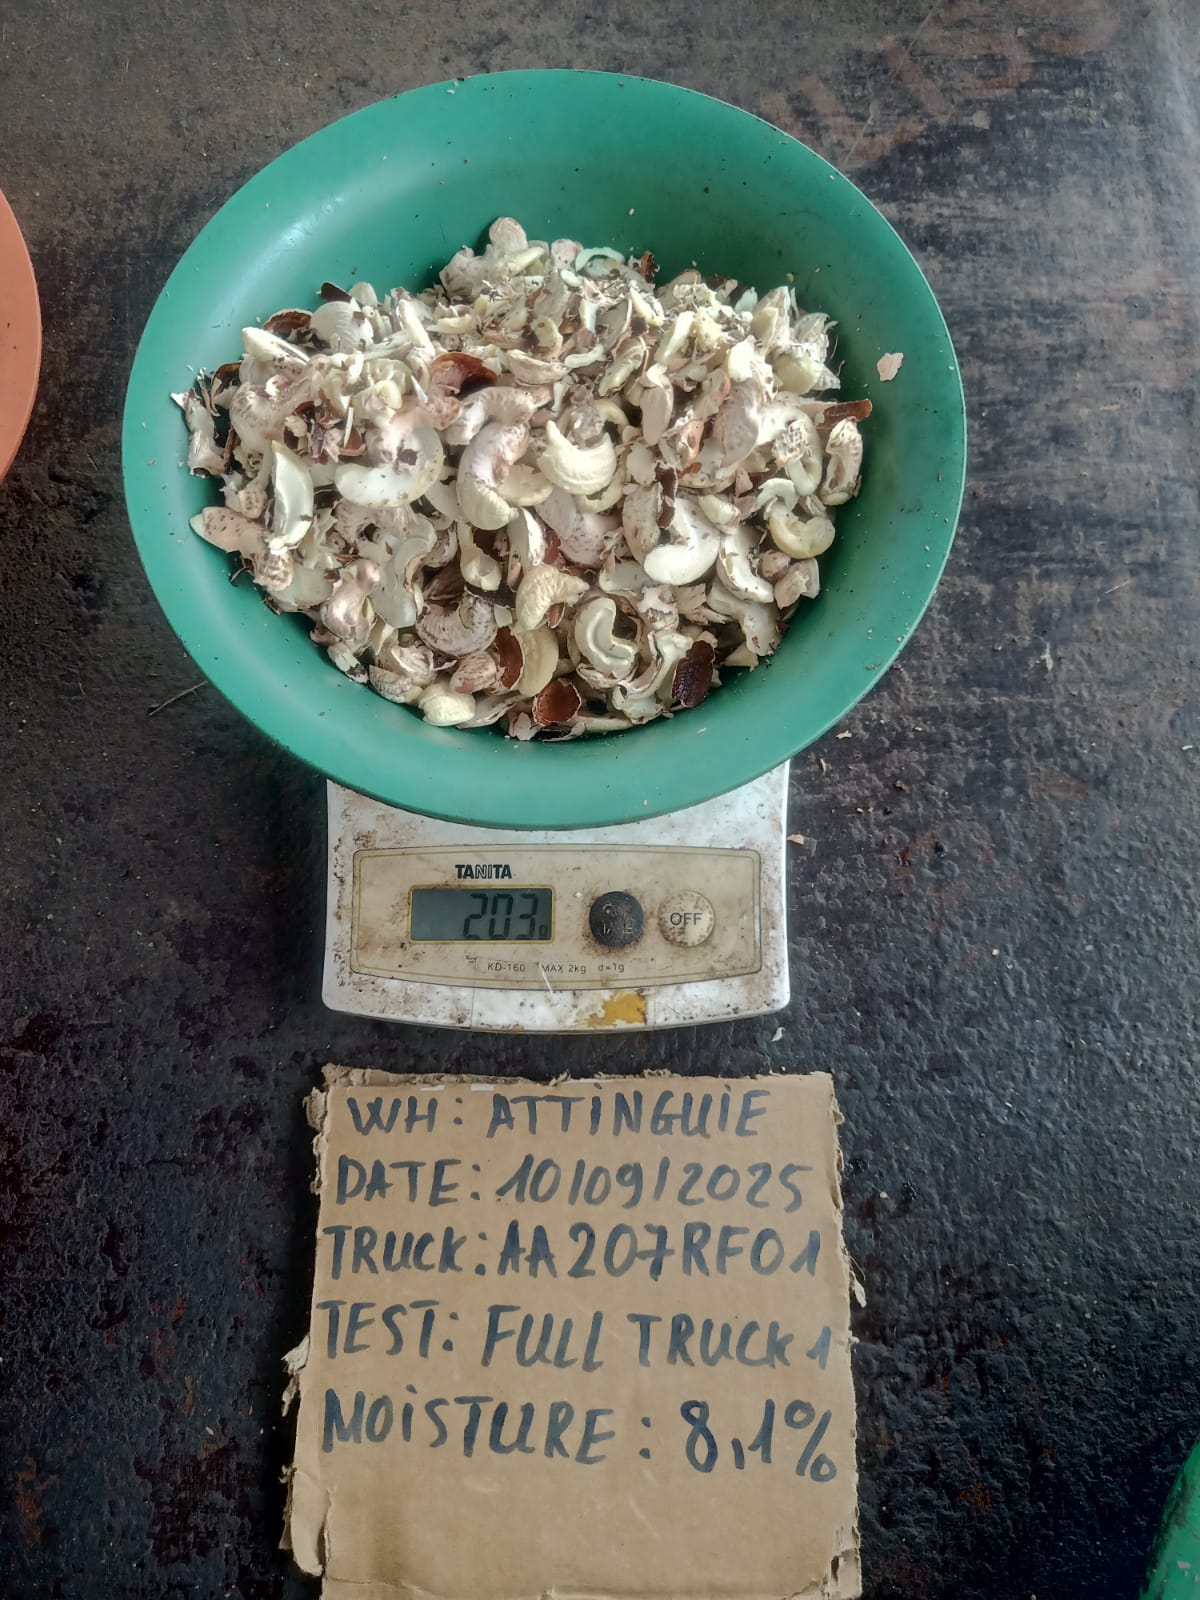 TANITA
203g
OFF
KD-160 MAX 2kg d=1g
WH: ATTiNGUIE
DATE: 10/09/2025
TRUCK: AA207RF01
TEST: FULL TRUCK 1
MOiSTURE: 8,1%